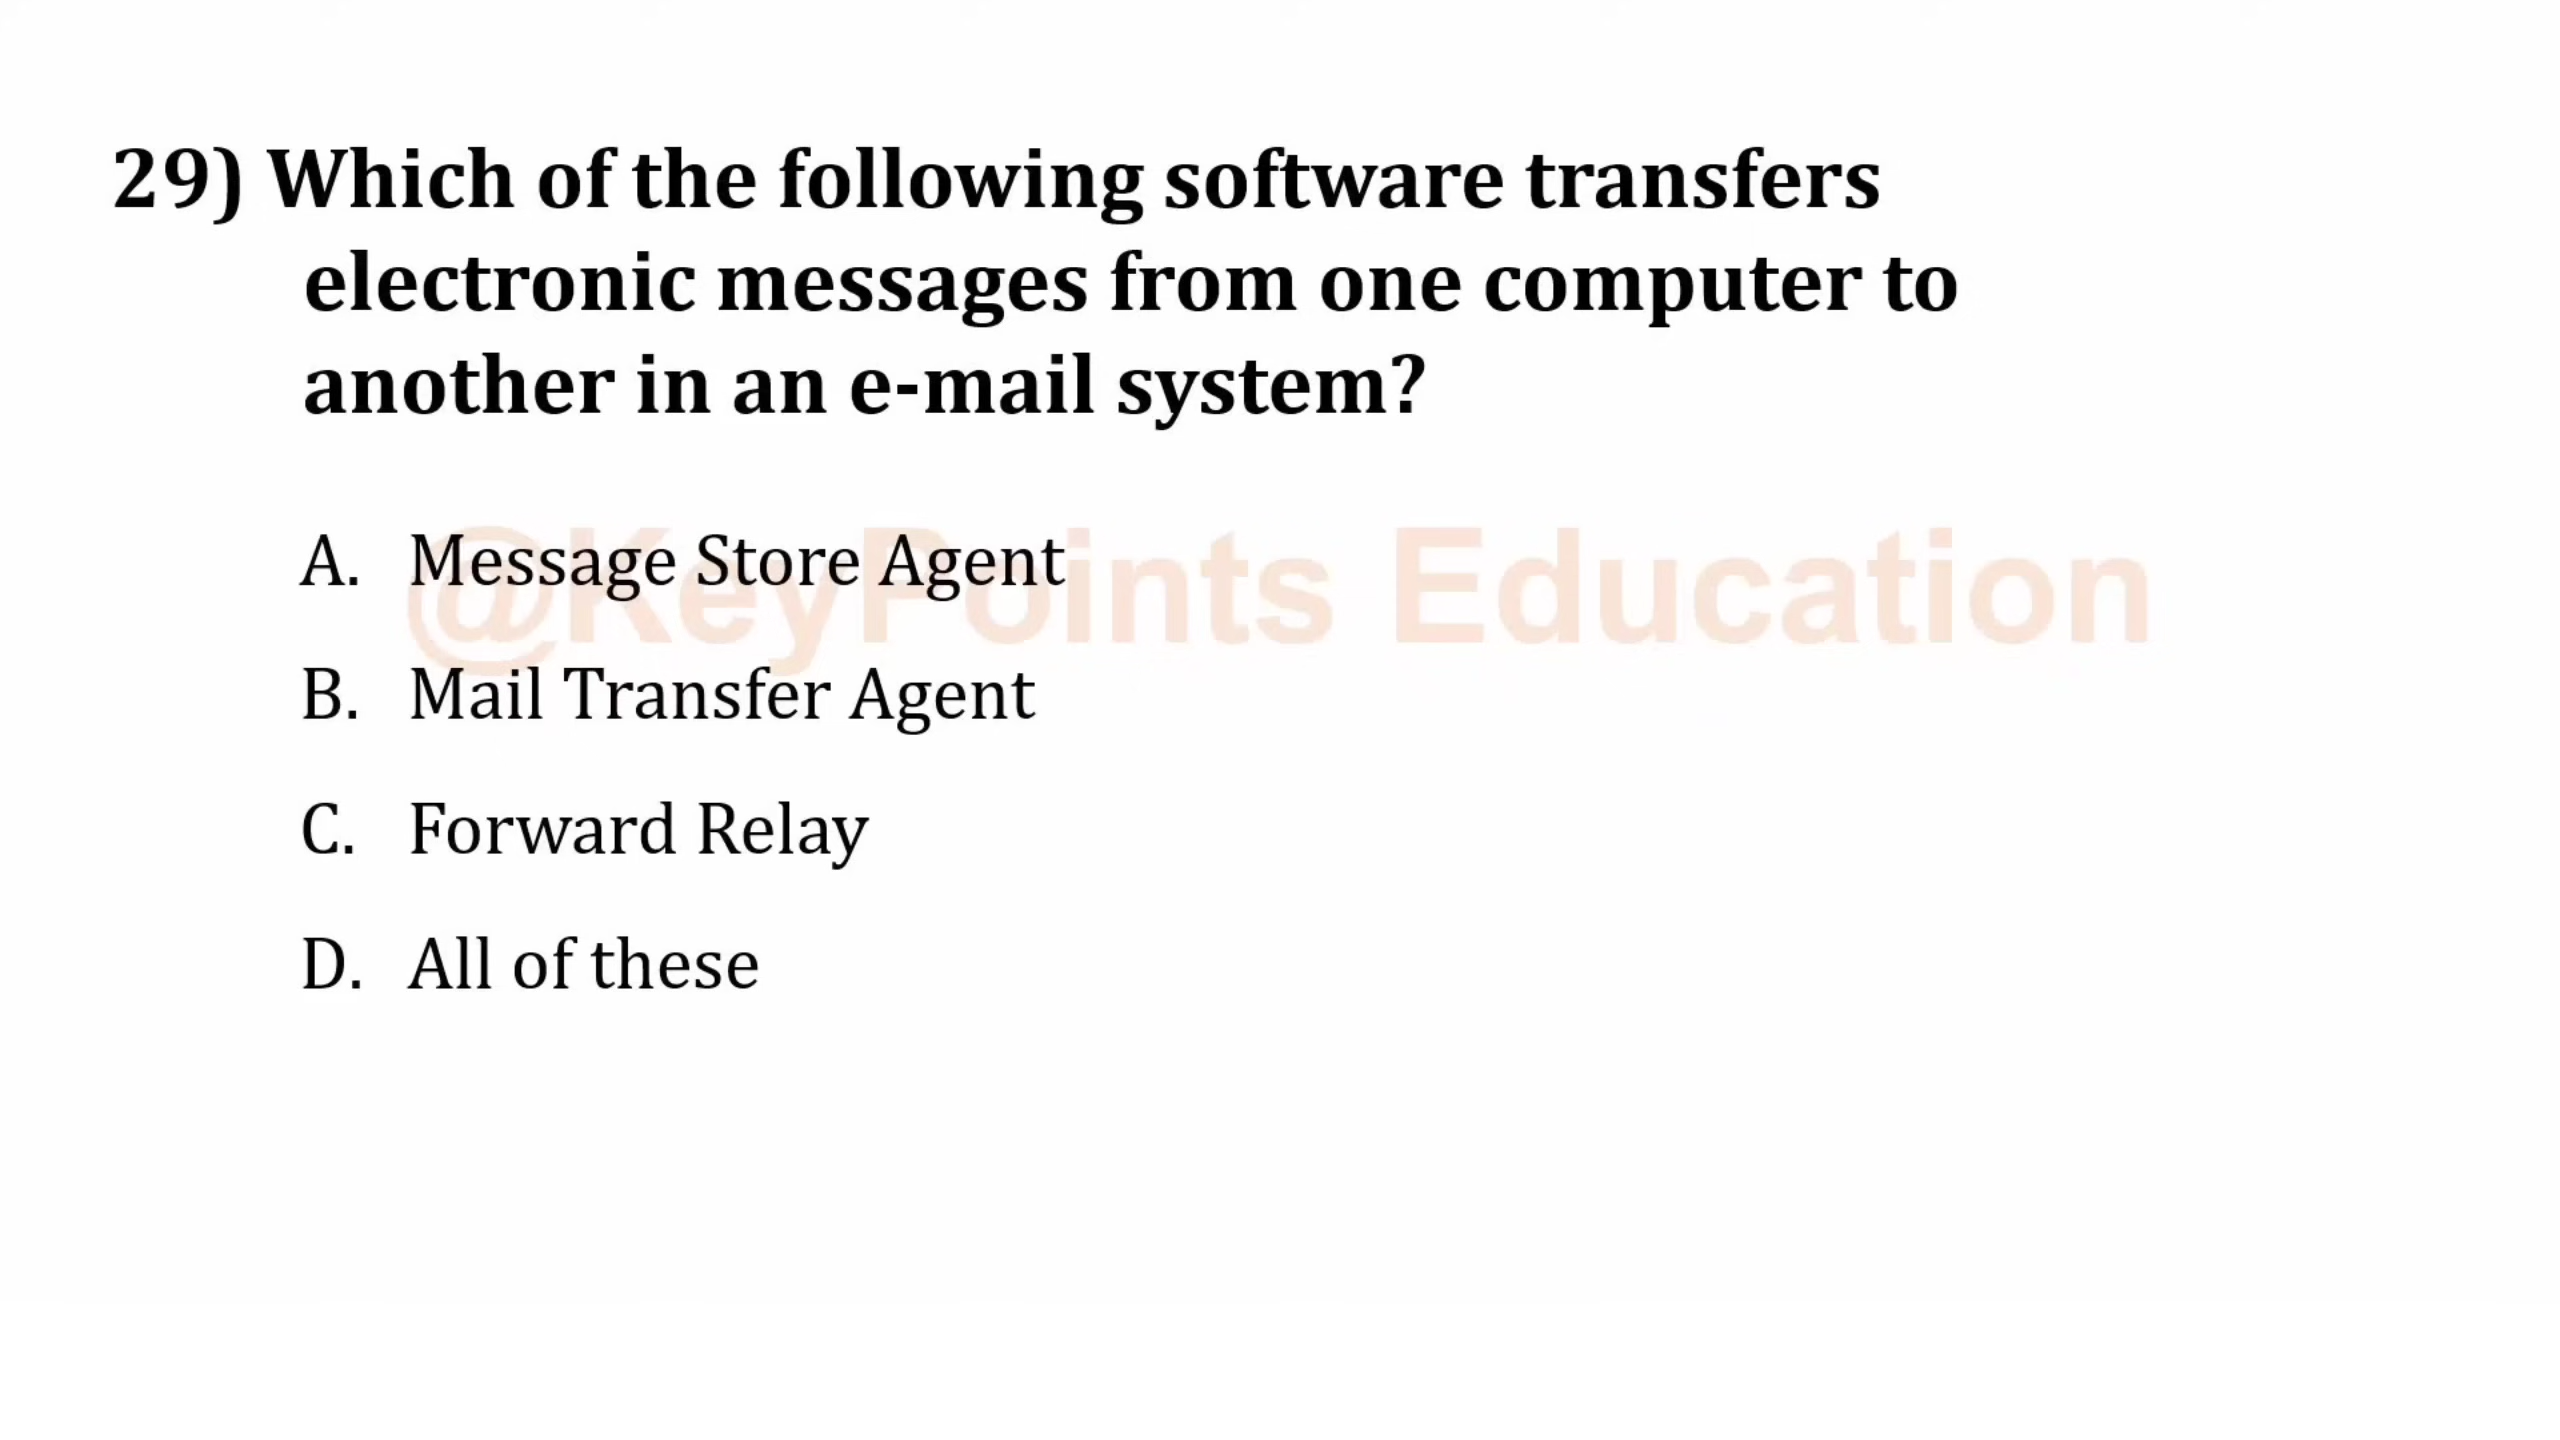 29) Which of the following software transfers
electronic messages from one computer to
another in an e-mail system?
@KeyPoints Education
A. Message Store Agent
B. Mail Transfer Agent
C. Forward Relay
D. All of these